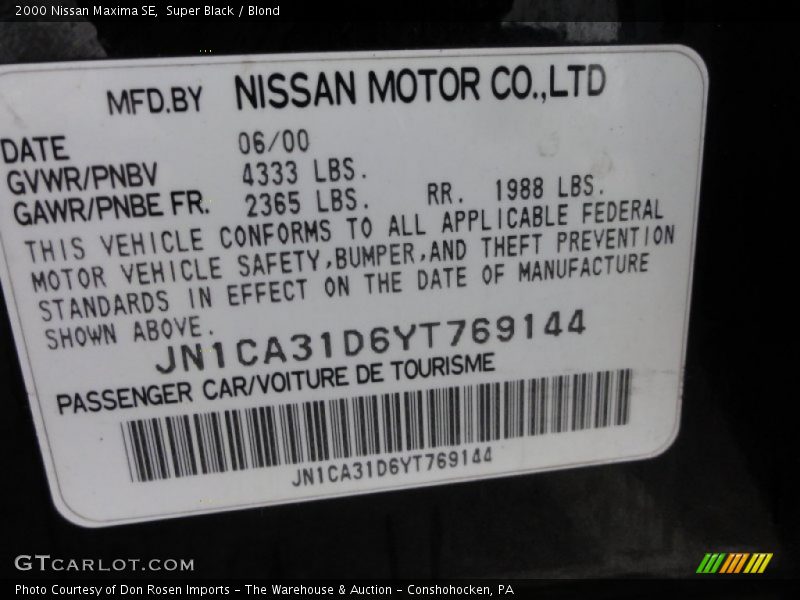 2000 Nissan Maxima SE,  Super Black / Blond
MFD.BY NISSAN MOTOR CO.,LTD
DATE 06/00
GVWR/PNBV 4333 LBS.
GAWR/PNBE FR. 2365 LBS. RR. 1988 LBS.
THIS VEHICLE CONFORMS TO ALL APPLICABLE FEDERAL
MOTOR VEHICLE SAFETY,BUMPER,AND THEFT PREVENTION
STANDARDS IN EFFECT ON THE DATE OF MANUFACTURE
SHOWN ABOVE.
JN1CA31D6YT769144
PASSENGER CAR/VOITURE DE TOURISME
JN1CA31D6YT769144
GTCARLOT.COM
Photo Courtesy of Don Rosen Imports - The Warehouse & Auction - Conshohocken, PA